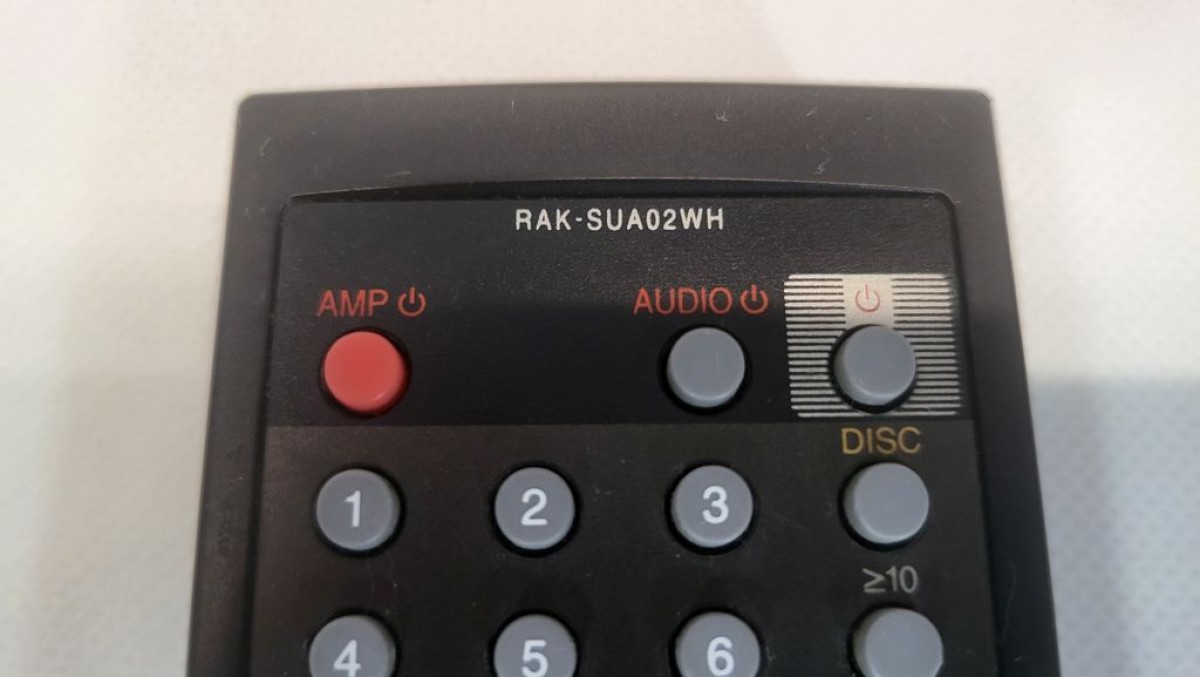 RAK-SUA02WH
AMP ⏻ AUDIO ⏻ ⏻
DISC
1 2 3
≥10
4 5 6